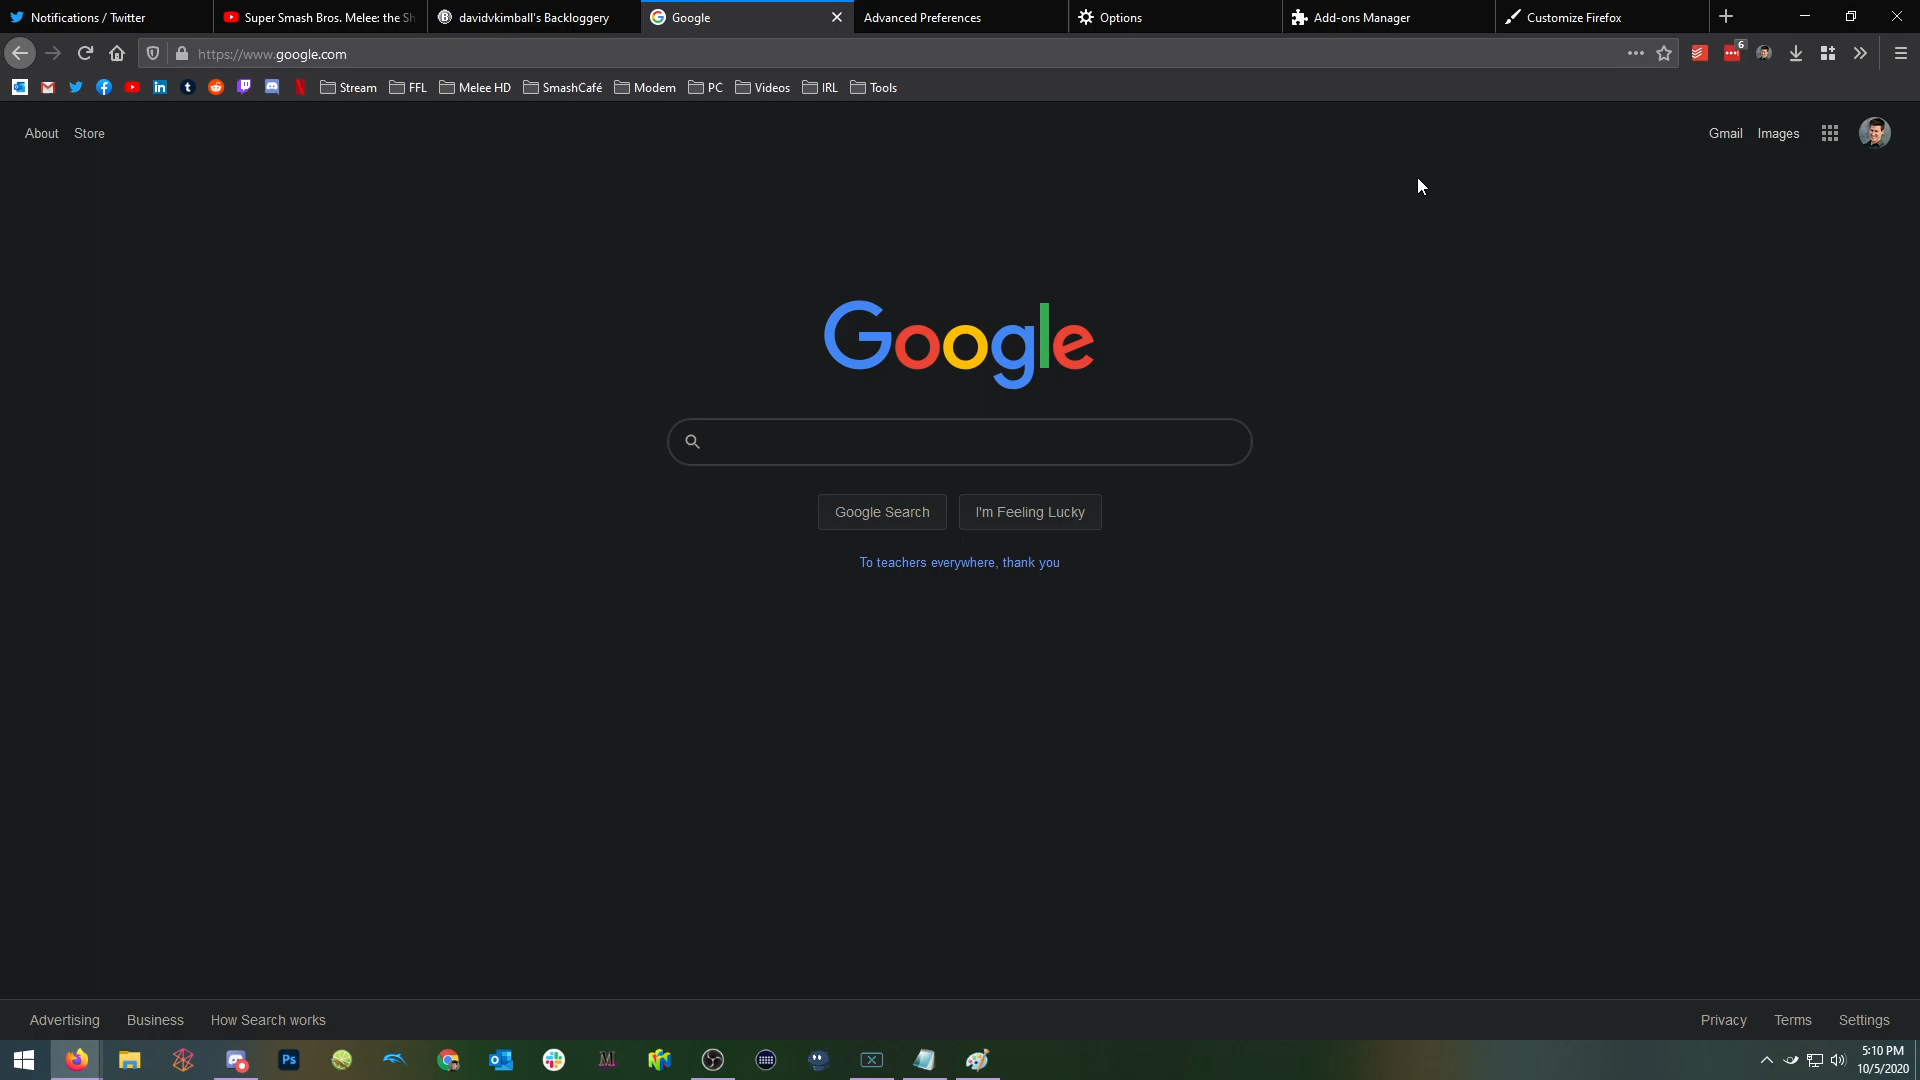 Notifications / Twitter
Super Smash Bros. Melee: the Sh
davidvkimball's Backloggery
Google
Advanced Preferences
Options
Add-ons Manager
Customize Firefox
https://www.google.com
6
Stream
FFL
Melee HD
SmashCafé
Modem
PC
Videos
IRL
Tools
About
Store
Gmail
Images
Google
Google Search
I'm Feeling Lucky
To teachers everywhere, thank you
Advertising
Business
How Search works
Privacy
Terms
Settings
Ps
M
5:10 PM
10/5/2020